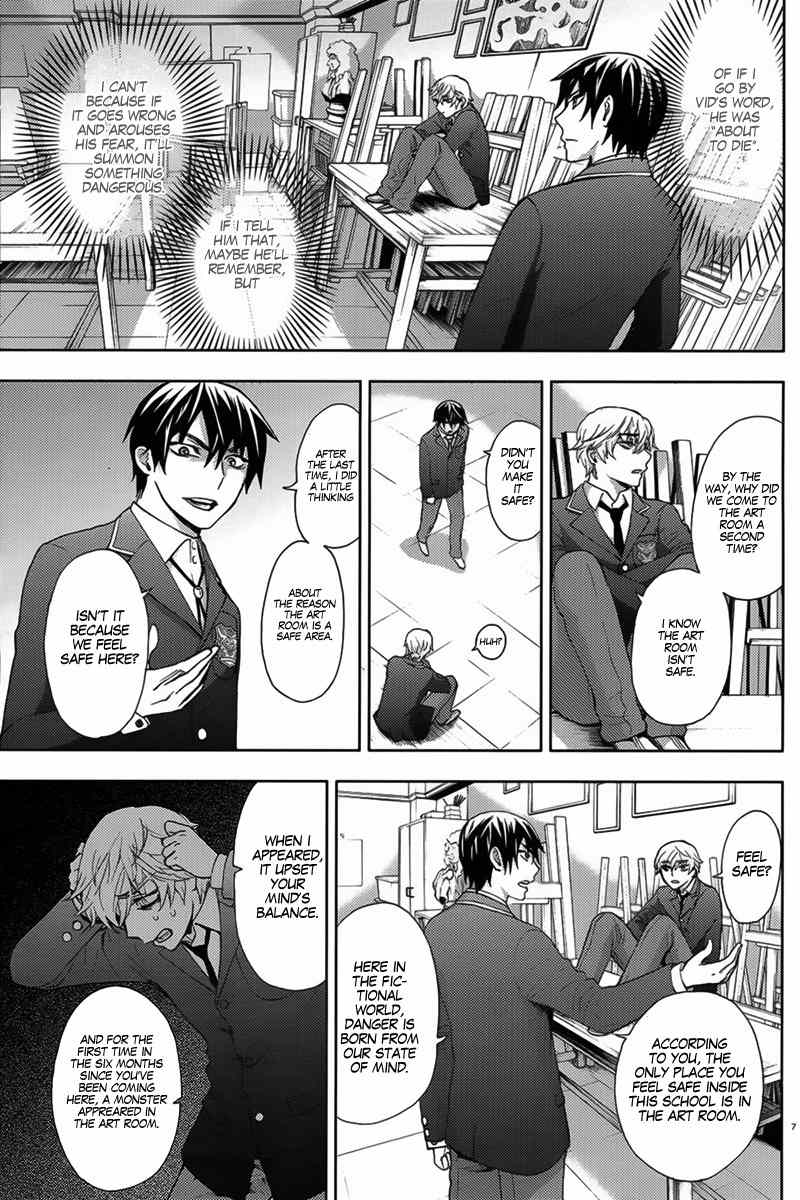 OF IF I
GO BY
VID'S WORD,
HE WAS
"ABOUT
TO DIE".
IF I TELL
HIM THAT,
MAYBE HE'LL
REMEMBER,
BUT
I CAN'T
BECAUSE IF
IT GOES WRONG
AND AROUSES
HIS FEAR, IT'LL
SUMMON
SOMETHING
DANGEROUS.
BY THE
WAY, WHY DID
WE COME TO
THE ART
ROOM A
SECOND
TIME?
I KNOW
THE ART
ROOM
ISN'T
SAFE.
DIDN'T
YOU
MAKE
IT
SAFE?
HUH?
AFTER
THE LAST
TIME, I DID
A LITTLE
THINKING
ABOUT
THE REASON
THE ART
ROOM IS A
SAFE AREA.
ISN'T IT
BECAUSE
WE FEEL
SAFE HERE?
FEEL
SAFE?
ACCORDING
TO YOU, THE
ONLY PLACE YOU
FEEL SAFE INSIDE
THIS SCHOOL IS IN
THE ART ROOM.
HERE IN
THE FIC-
TIONAL
WORLD,
DANGER IS
BORN FROM
OUR STATE
OF MIND.
WHEN I
APPEARED,
IT UPSET
YOUR
MIND'S
BALANCE.
AND FOR THE
FIRST TIME IN
THE SIX MONTHS
SINCE YOU'VE
BEEN COMING
HERE, A MONSTER
APPREARED IN
THE ART ROOM.
7